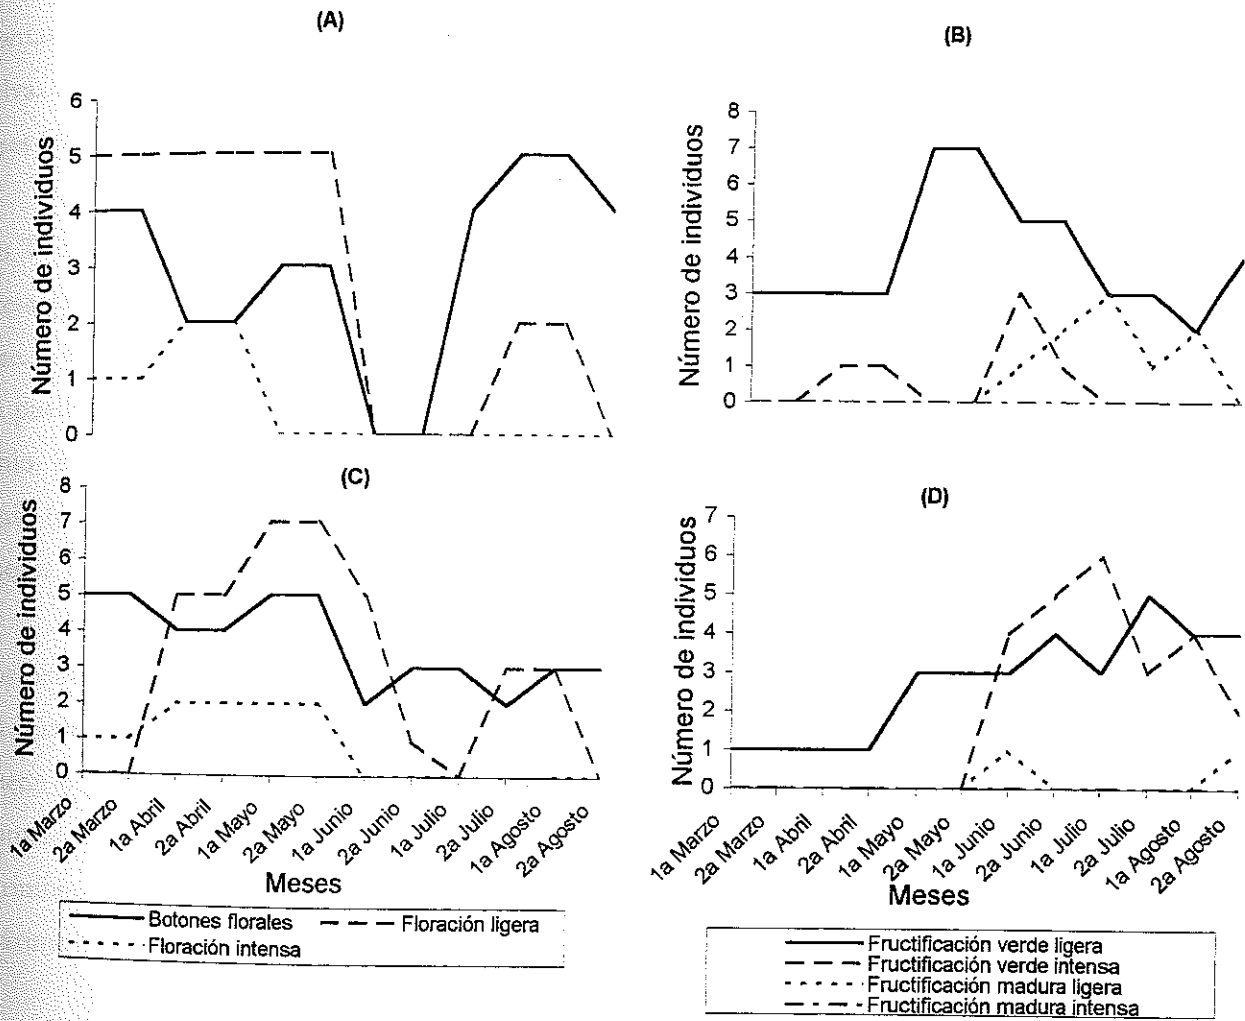 (A)
Número de individuos
6
5
4
3
2
1
0
(B)
Número de individuos
8
7
6
5
4
3
2
1
0
(C)
Número de individuos
8
7
6
5
4
3
2
1
0
1a Marzo
2a Marzo
1a Abril
2a Abril
1a Mayo
2a Mayo
1a Junio
2a Junio
1a Julio
2a Julio
1a Agosto
2a Agosto
Meses
Botones florales
Floración ligera
Floración intensa
(D)
Número de individuos
7
6
5
4
3
2
1
0
1a Marzo
2a Marzo
1a Abril
2a Abril
1a Mayo
2a Mayo
1a Junio
2a Junio
1a Julio
2a Julio
1a Agosto
2a Agosto
Meses
Fructificación verde ligera
Fructificación verde intensa
Fructificación madura ligera
Fructificación madura intensa